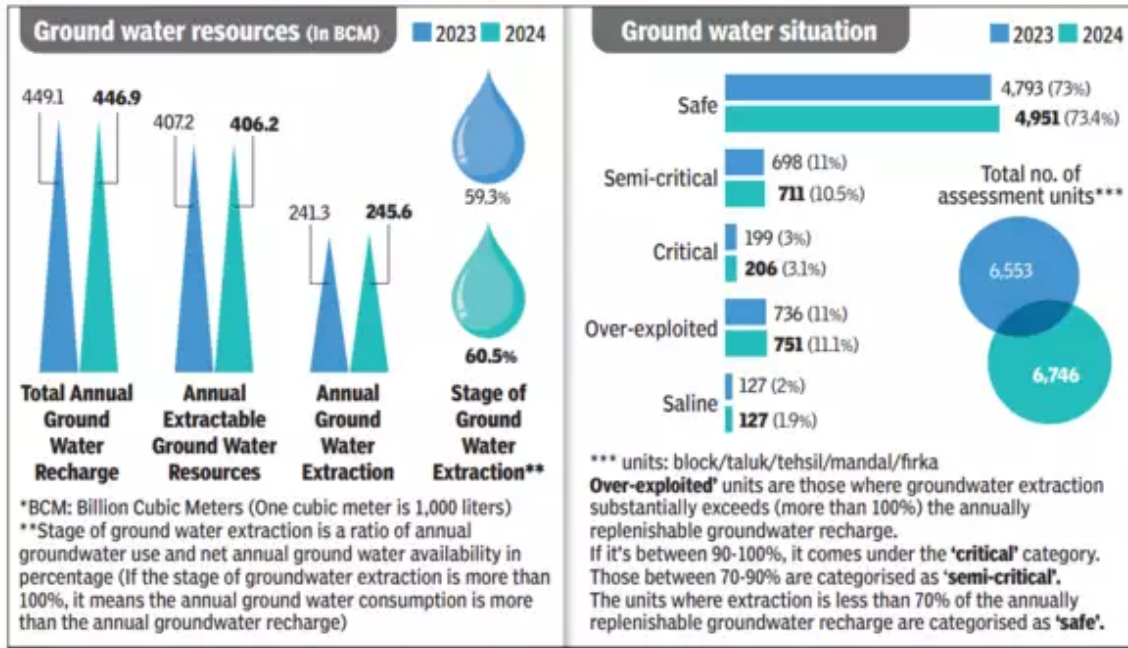 Ground water resources (In BCM)
2023 2024
449.1 446.9
407.2 406.2
241.3 245.6
59.3%
60.5%
Total Annual
Ground
Water
Recharge
Annual
Extractable
Ground Water
Resources
Annual
Ground
Water
Extraction
Stage of
Ground
Water
Extraction**
*BCM: Billion Cubic Meters (One cubic meter is 1,000 liters)
**Stage of ground water extraction is a ratio of annual
groundwater use and net annual ground water availability in
percentage (If the stage of groundwater extraction is more than
100%, it means the annual ground water consumption is more
than the annual groundwater recharge)
Ground water situation
2023 2024
Safe
4,793 (73%)
4,951 (73.4%)
Semi-critical
698 (11%)
711 (10.5%)
Critical
199 (3%)
206 (3.1%)
Over-exploited
736 (11%)
751 (11.1%)
Saline
127 (2%)
127 (1.9%)
Total no. of
assessment units***
6,553
6,746
*** units: block/taluk/tehsil/mandal/firka
Over-exploited' units are those where groundwater extraction
substantially exceeds (more than 100%) the annually
replenishable groundwater recharge.
If it's between 90-100%, it comes under the 'critical' category.
Those between 70-90% are categorised as 'semi-critical'.
The units where extraction is less than 70% of the annually
replenishable groundwater recharge are categorised as 'safe'.